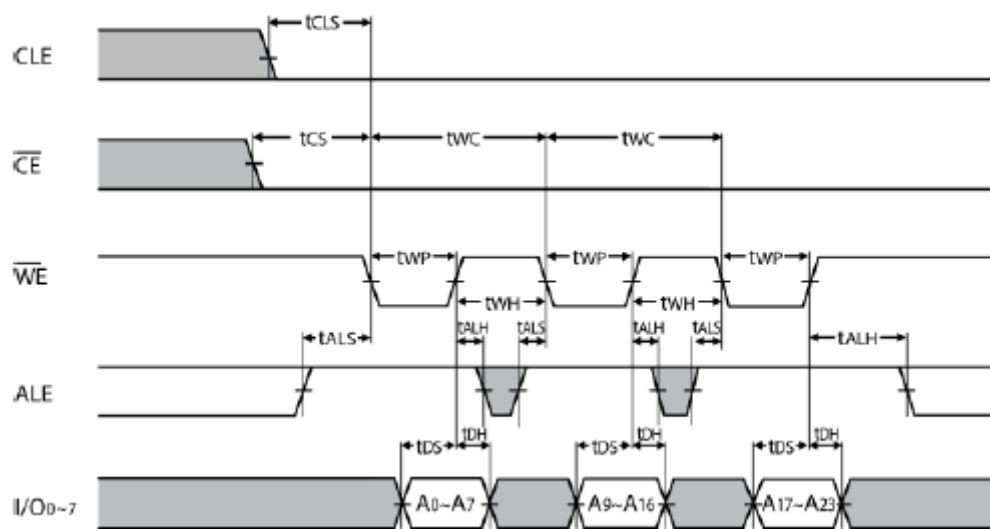 tCLS
CLE
tCS tWC tWC
CE
tWP tWP tWP
WE
tWH tWH
tALH tALS tALH tALS
tALS tALH
ALE
tDS tDH tDS tDH tDS tDH
I/O0~7 A0~A7 A9~A16 A17~A23